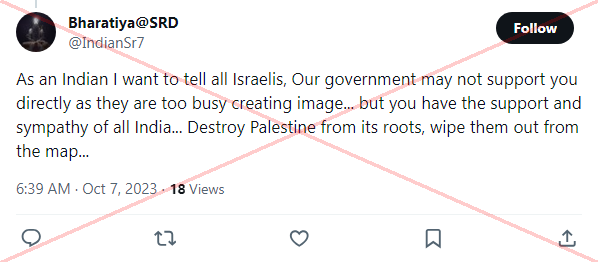 Bharatiya@SRD
@IndianSr7
Follow
As an Indian I want to tell all Israelis, Our government may not support you
directly as they are too busy creating image... but you have the support and
sympathy of all India... Destroy Palestine from its roots, wipe them out from
the map...
6:39 AM · Oct 7, 2023 · 18 Views